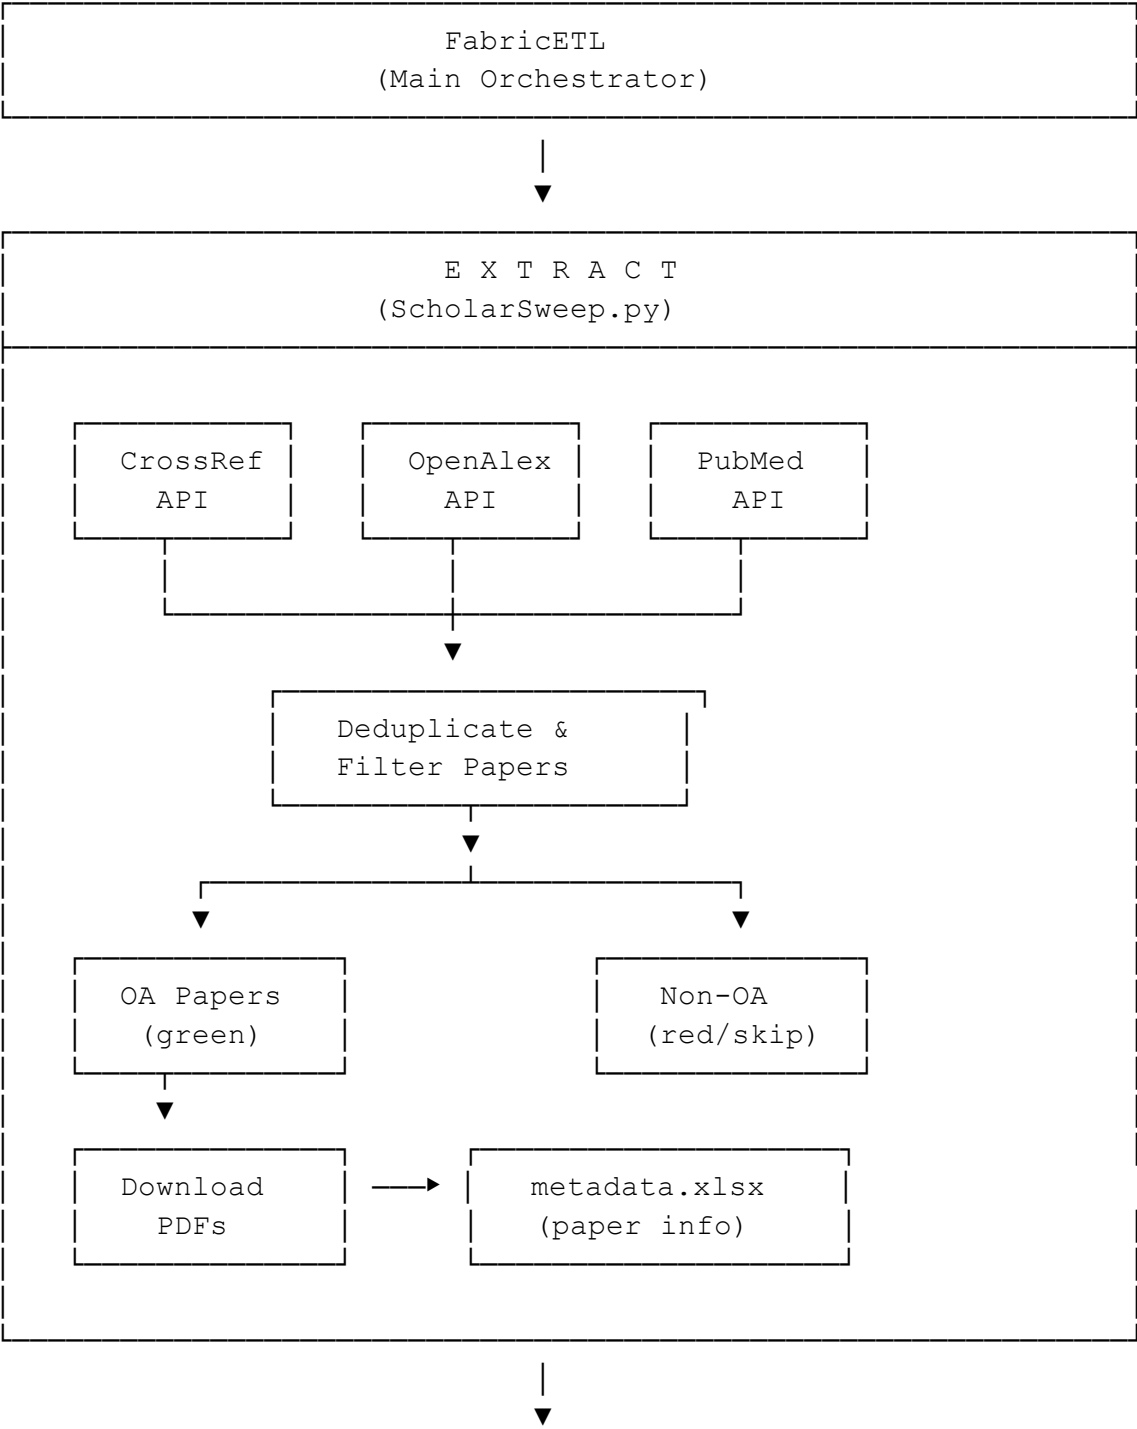 FabricETL
(Main Orchestrator)
E X T R A C T
(ScholarSweep.py)
CrossRef OpenAlex PubMed
API API API
Deduplicate &
Filter Papers
OA Papers Non-OA
(green) (red/skip)
Download metadata.xlsx
PDFs (paper info)